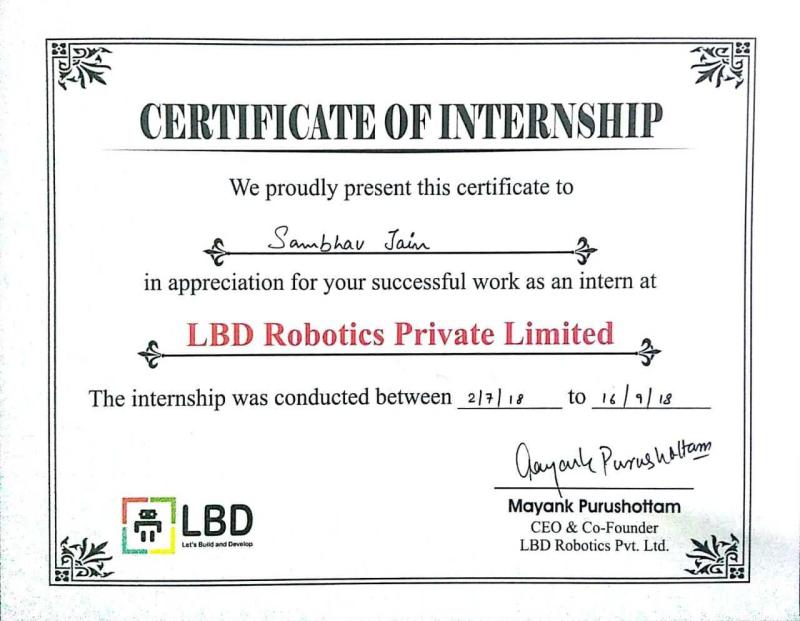 CERTIFICATE OF INTERNSHIP
We proudly present this certificate to
Sambhav Jain
in appreciation for your successful work as an intern at
LBD Robotics Private Limited
The internship was conducted between 2/7/18 to 16/9/18
Mayank Purushottam
Mayank Purushottam
CEO & Co-Founder
LBD Robotics Pvt. Ltd.
LBD
Let's Build and Develop